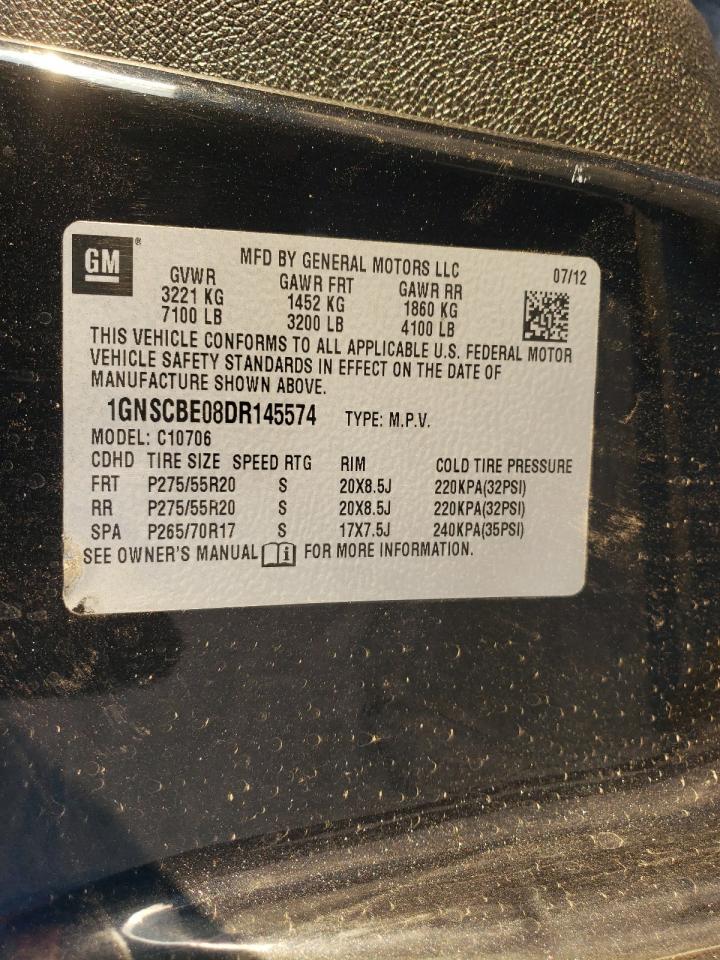 GM®
MFD BY GENERAL MOTORS LLC 07/12
GVWR GAWR FRT GAWR RR
3221 KG 1452 KG 1860 KG
7100 LB 3200 LB 4100 LB
THIS VEHICLE CONFORMS TO ALL APPLICABLE U.S. FEDERAL MOTOR
VEHICLE SAFETY STANDARDS IN EFFECT ON THE DATE OF
MANUFACTURE SHOWN ABOVE.
1GNSCBE08DR145574 TYPE: M.P.V.
MODEL: C10706
CDHD TIRE SIZE SPEED RTG RIM COLD TIRE PRESSURE
FRT P275/55R20 S 20X8.5J 220KPA(32PSI)
RR P275/55R20 S 20X8.5J 220KPA(32PSI)
SPA P265/70R17 S 17X7.5J 240KPA(35PSI)
SEE OWNER'S MANUAL i FOR MORE INFORMATION.